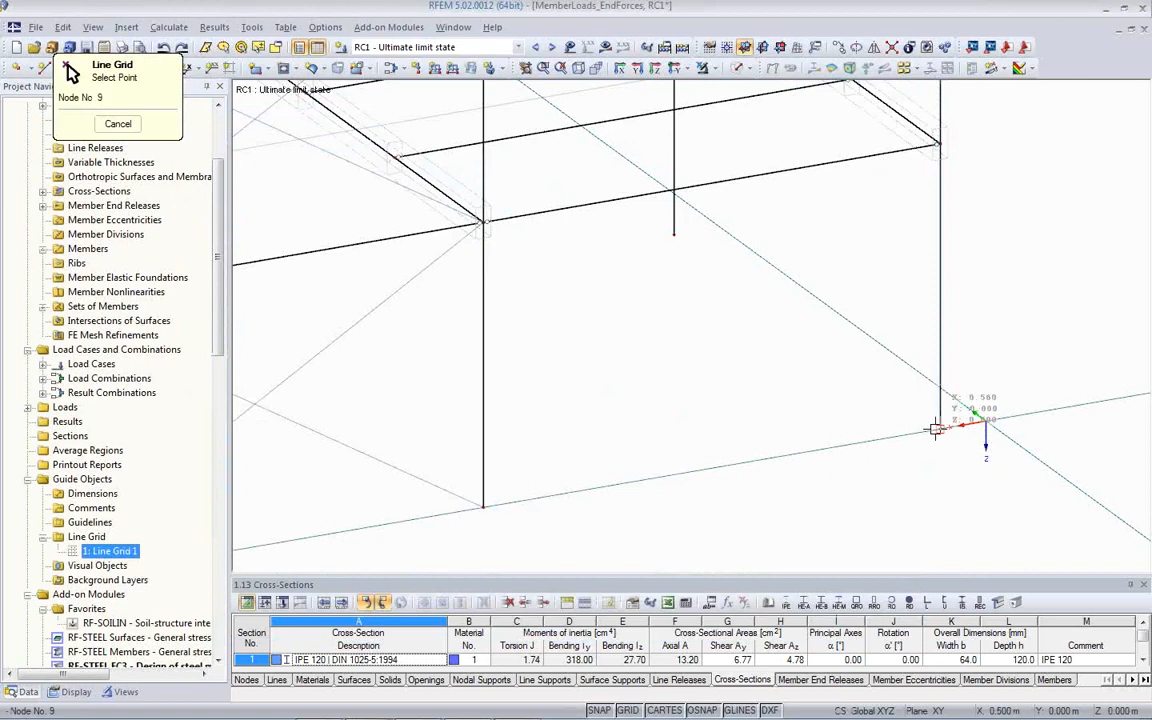 RFEM 5.02.0012 (64bit) - [MemberLoads_EndForces, RC1*]
File Edit View Insert Calculate Results Tools Table Options Add-on Modules Window Help
RC1 - Ultimate limit state
Line Grid
Select Point
Node No 9
Cancel
Project Navi
RC1 : Ultimate limit state
Line Releases
Variable Thicknesses
Orthotropic Surfaces and Membra
Cross-Sections
Member End Releases
Member Eccentricities
Member Divisions
Members
Ribs
Member Elastic Foundations
Member Nonlinearities
Sets of Members
Intersections of Surfaces
FE Mesh Refinements
Load Cases and Combinations
Load Cases
Load Combinations
Result Combinations
Loads
Results
Sections
Average Regions
Printout Reports
Guide Objects
Dimensions
Comments
Guidelines
Line Grid
1: Line Grid 1
Visual Objects
Background Layers
Add-on Modules
Favorites
RF-SOILIN - Soil-structure inte
RF-STEEL Surfaces - General stress
RF-STEEL Members - General stress
RF-STEEL EC3 - Design of steel m
Data Display Views
X: 0.560
Y: 0.000
Z
1.13 Cross-Sections
A B C D E F G H I J K L M
Section Cross-Section Material Moments of inertia [cm⁴] Cross-Sectional Areas [cm²] Principal Axes Rotation Overall Dimensions [mm]
No. Description No. Torsion J Bending Iy Bending Iz Axial A Shear Ay Shear Az α [°] α' [°] Width b Depth h Comment
1 IPE 120 | DIN 1025-5:1994 1 1.74 318.00 27.70 13.20 6.77 4.78 0.00 0.00 64.0 120.0 IPE 120
Nodes Lines Materials Surfaces Solids Openings Nodal Supports Line Supports Surface Supports Line Releases Cross-Sections Member End Releases Member Eccentricities Member Divisions Members
- Node No. 9 SNAP GRID CARTES OSNAP GLINES DXF CS Global XYZ Plane XY X: 0.500 m Y: 0.000 m Z: 0.000 m